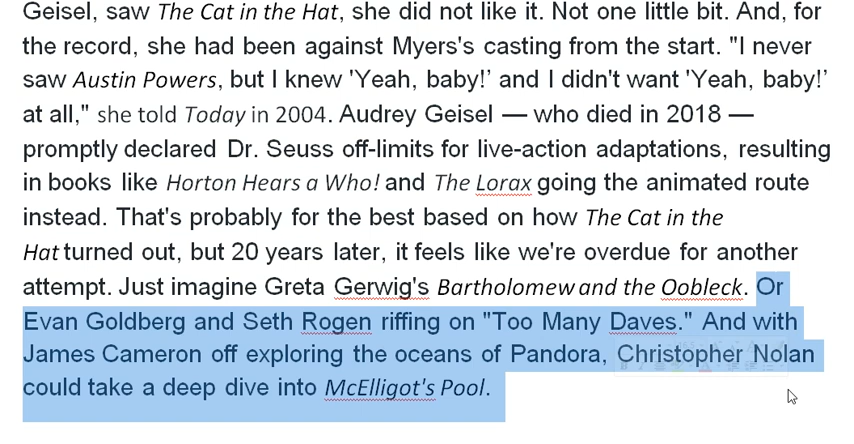 Geisel, saw The Cat in the Hat, she did not like it. Not one little bit. And, for
the record, she had been against Myers's casting from the start. "I never
saw Austin Powers, but I knew 'Yeah, baby!' and I didn't want 'Yeah, baby!'
at all," she told Today in 2004. Audrey Geisel — who died in 2018 —
promptly declared Dr. Seuss off-limits for live-action adaptations, resulting
in books like Horton Hears a Who! and The Lorax going the animated route
instead. That's probably for the best based on how The Cat in the
Hat turned out, but 20 years later, it feels like we're overdue for another
attempt. Just imagine Greta Gerwig's Bartholomew and the Oobleck. Or
Evan Goldberg and Seth Rogen riffing on "Too Many Daves." And with
James Cameron off exploring the oceans of Pandora, Christopher Nolan
could take a deep dive into McElligot's Pool.